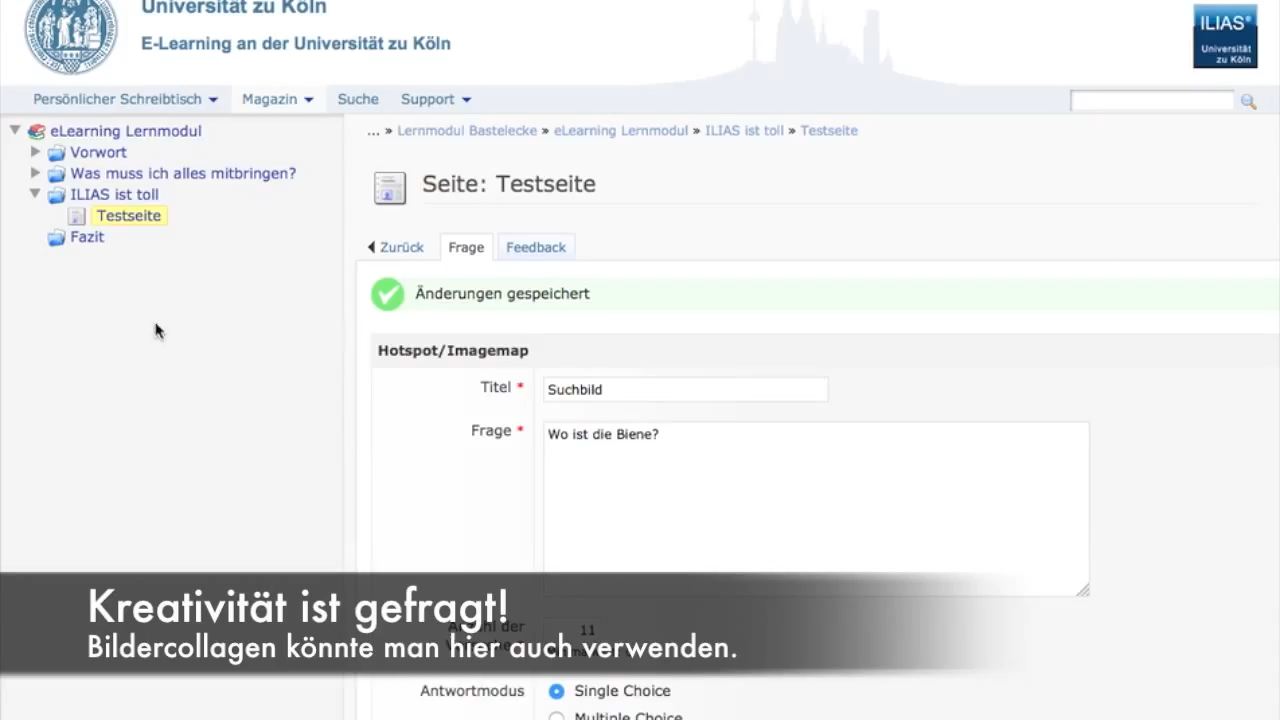 Universität zu Köln
E-Learning an der Universität zu Köln
ILIAS®
Universität
zu Köln
Persönlicher Schreibtisch Magazin Suche Support
eLearning Lernmodul
Vorwort
Was muss ich alles mitbringen?
ILIAS ist toll
Testseite
Fazit
... » Lernmodul Bastelecke » eLearning Lernmodul » ILIAS ist toll » Testseite
Seite: Testseite
Zurück Frage Feedback
Änderungen gespeichert
Hotspot/Imagemap
Titel * Suchbild
Frage * Wo ist die Biene?
Kreativität ist gefragt!
Anzahl der 11
Bildercollagen könnte man hier auch verwenden.
Antwortmodus Single Choice
Multiple Choice